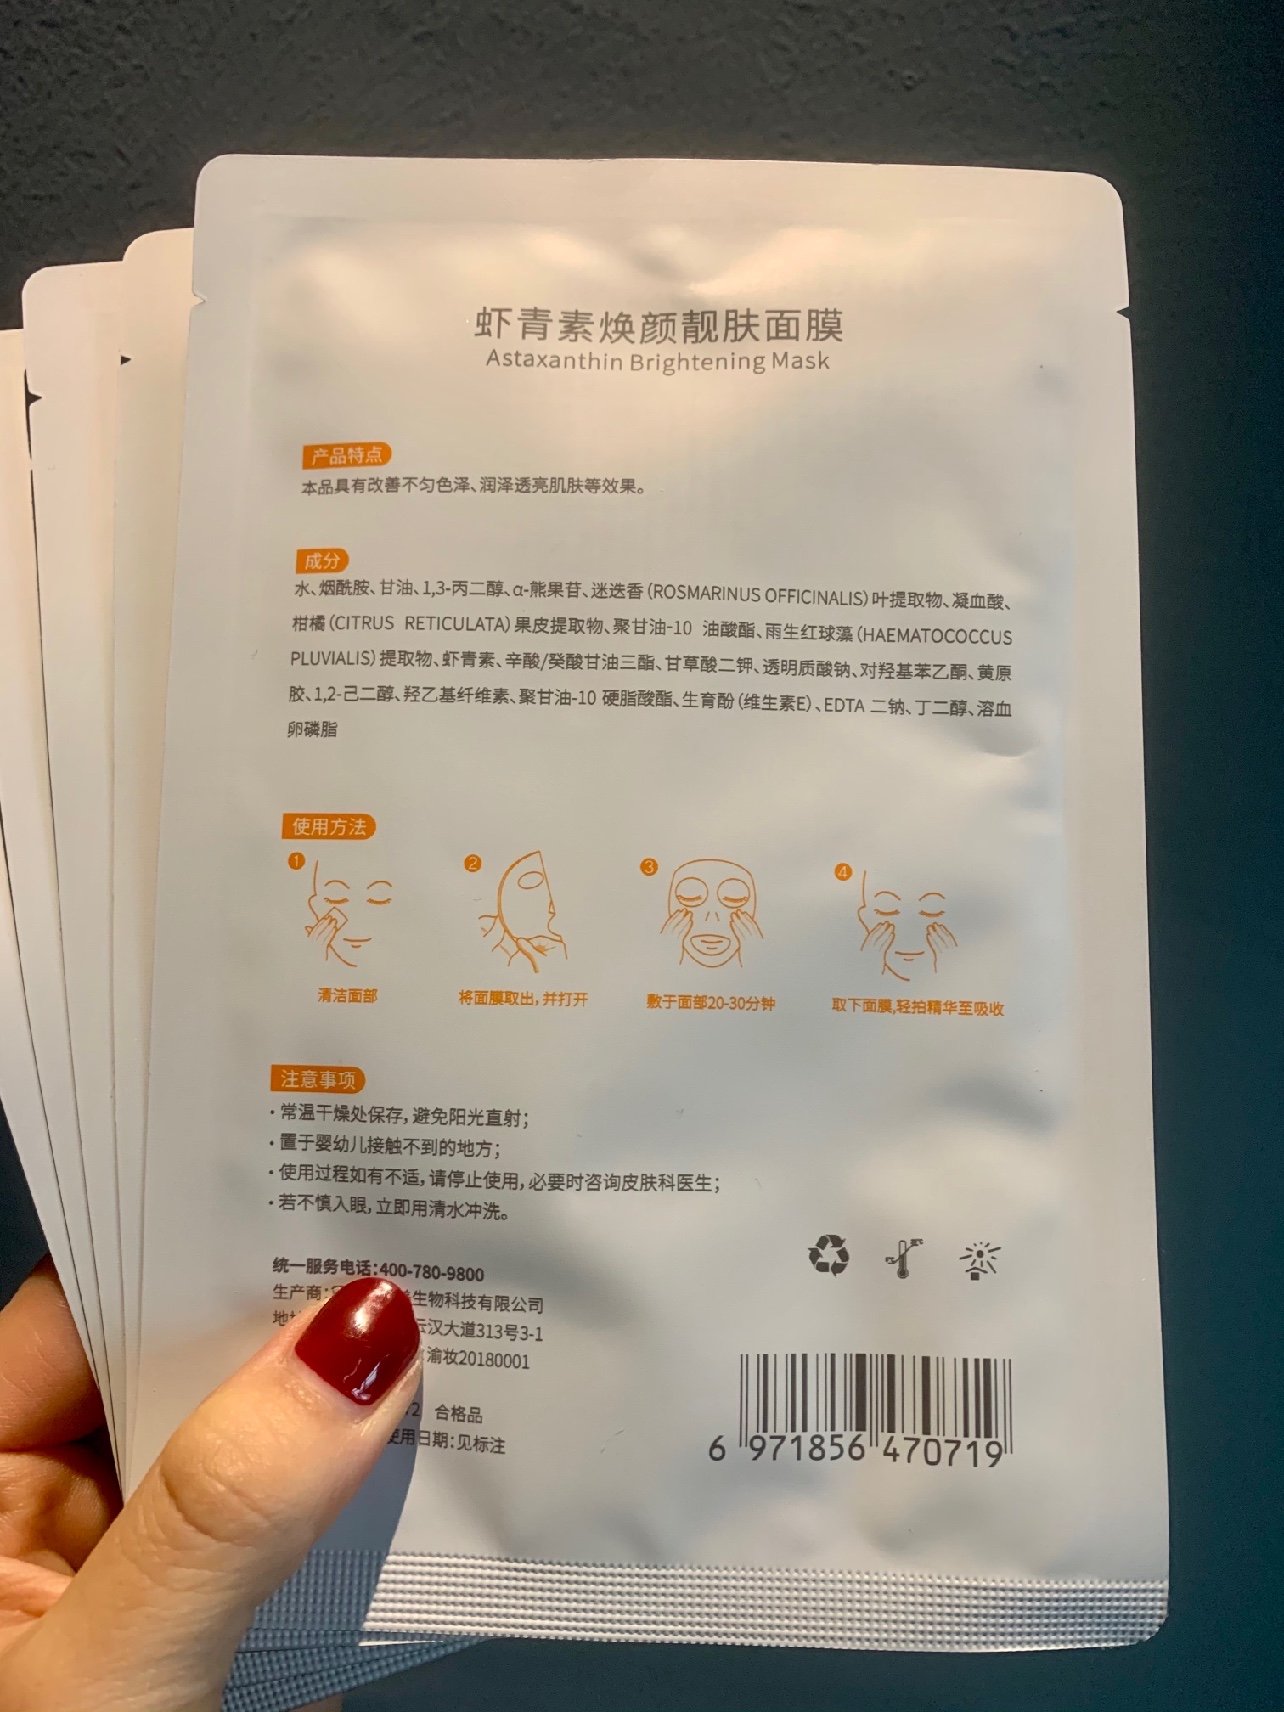 虾青素焕颜靓肤面膜
Astaxanthin Brightening Mask
产品特点
本品具有改善不匀色泽、润泽透亮肌肤等效果。
成分
水、烟酰胺、甘油、1,3-丙二醇、α-熊果苷、迷迭香(ROSMARINUS OFFICINALIS)叶提取物、凝血酸、
柑橘(CITRUS RETICULATA)果皮提取物、聚甘油-10 油酸酯、雨生红球藻(HAEMATOCOCCUS
PLUVIALIS)提取物、虾青素、辛酸/癸酸甘油三酯、甘草酸二钾、透明质酸钠、对羟基苯乙酮、黄原
胶、1,2-己二醇、羟乙基纤维素、聚甘油-10 硬脂酸酯、生育酚(维生素E)、EDTA 二钠、丁二醇、溶血
卵磷脂
使用方法
1 2 3 4
清洁面部 将面膜取出,并打开 敷于面部20-30分钟 取下面膜,轻拍精华至吸收
注意事项
·常温干燥处保存,避免阳光直射;
·置于婴幼儿接触不到的地方;
·使用过程如有不适,请停止使用,必要时咨询皮肤科医生;
·若不慎入眼,立即用清水冲洗。
统一服务电话:400-780-9800
生产商: 生物科技有限公司
地 云汉大道313号3-1
渝妆20180001
合格品
使用日期:见标注
6 971856 470719